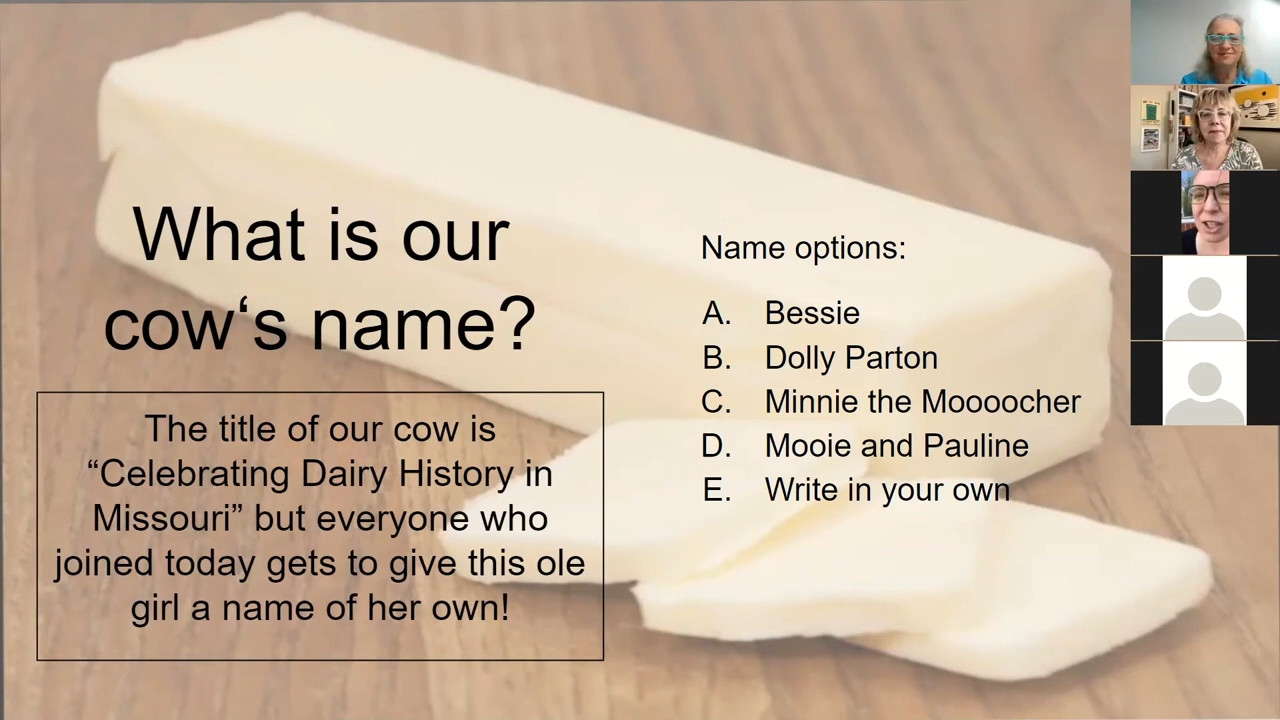 What is our
cow‘s name?
The title of our cow is
“Celebrating Dairy History in
Missouri” but everyone who
joined today gets to give this ole
girl a name of her own!
Name options:
A. Bessie
B. Dolly Parton
C. Minnie the Moooocher
D. Mooie and Pauline
E. Write in your own